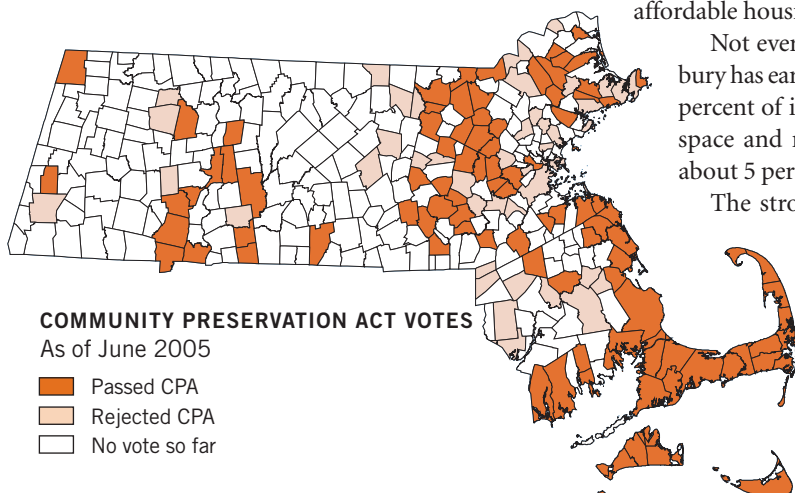 affordable housi
Not ever
bury has ear
percent of i
space and r
about 5 per
The stro
COMMUNITY PRESERVATION ACT VOTES
As of June 2005
Passed CPA
Rejected CPA
No vote so far